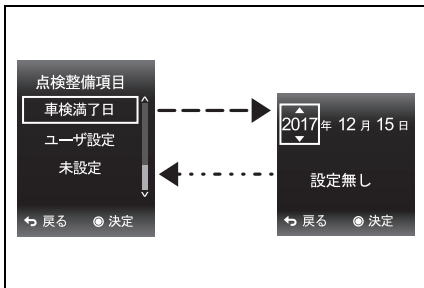 点検整備項目
車検満了日
ユーザ設定
未設定
戻る ◉ 決定
2017年 12月 15日
設定無し
戻る ◉ 決定